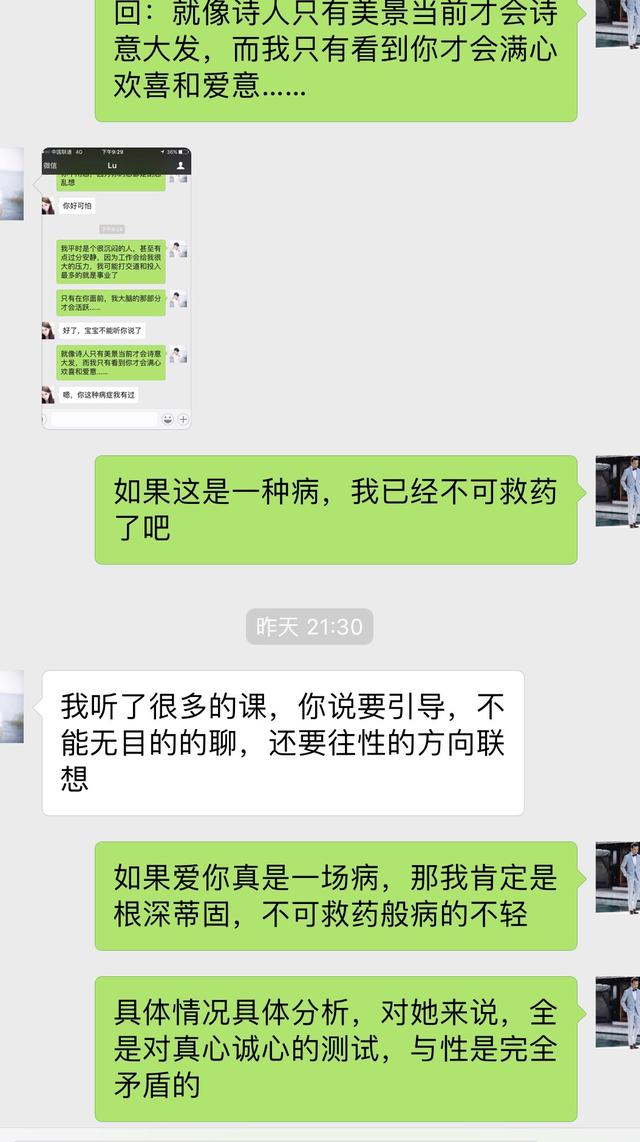 回：就像诗人只有美景当前才会诗
意大发，而我只有看到你才会满心
欢喜和爱意……
中国联通 4G 下午9:29 36%
微信 Lu
乱想
你好可怕
我平时是个很沉闷的人，甚至有
点过分安静，因为工作会给我很
大的压力，我可能打交道和投入
最多的就是事业了
只有在你面前，我大脑的那部分
才会活跃……
好了，宝宝不能听你说了
就像诗人只有美景当前才会诗意
大发，而我只有看到你才会满心
欢喜和爱意……
嗯，你这种病症我有过
如果这是一种病，我已经不可救药
了吧
昨天 21:30
我听了很多的课，你说要引导，不
能无目的的聊，还要往性的方向联
想
如果爱你真是一场病，那我肯定是
根深蒂固，不可救药般病的不轻
具体情况具体分析，对她来说，全
是对真心诚心的测试，与性是完全
矛盾的